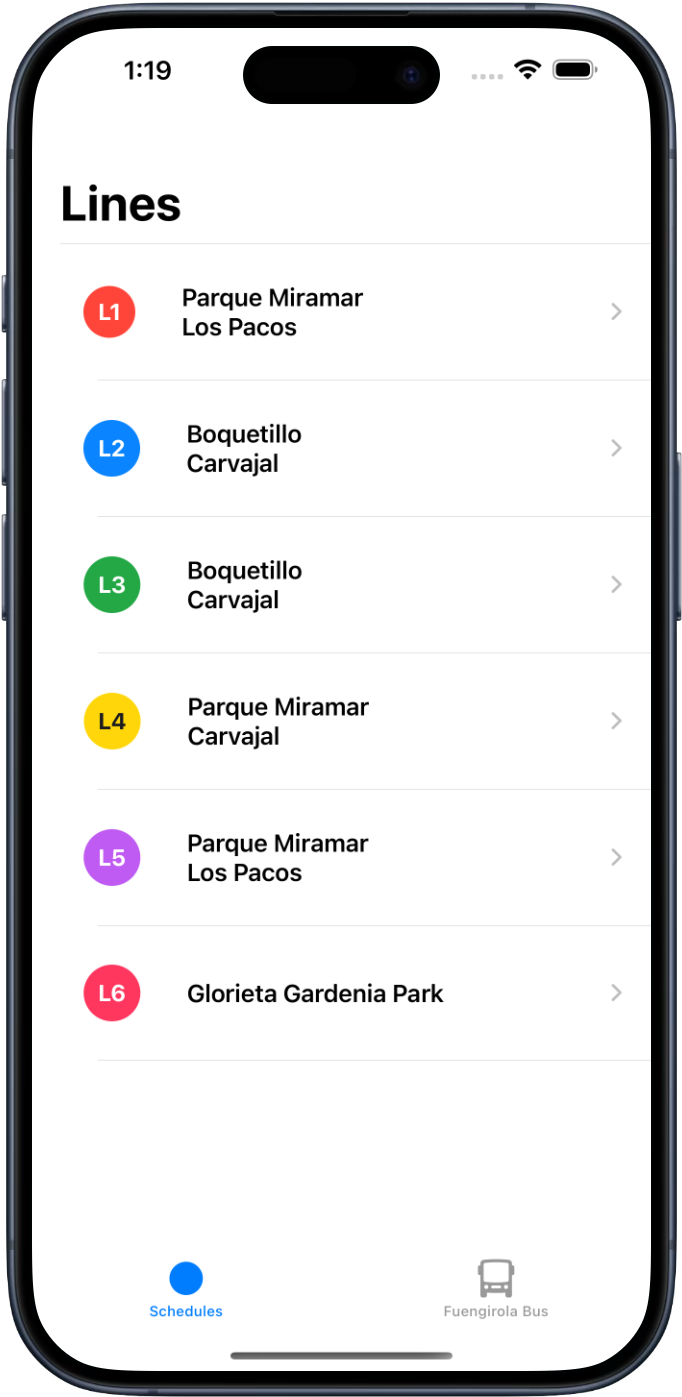 1:19
Lines
L1
Parque Miramar
Los Pacos
L2
Boquetillo
Carvajal
L3
Boquetillo
Carvajal
L4
Parque Miramar
Carvajal
L5
Parque Miramar
Los Pacos
L6
Glorieta Gardenia Park
Schedules
Fuengirola Bus